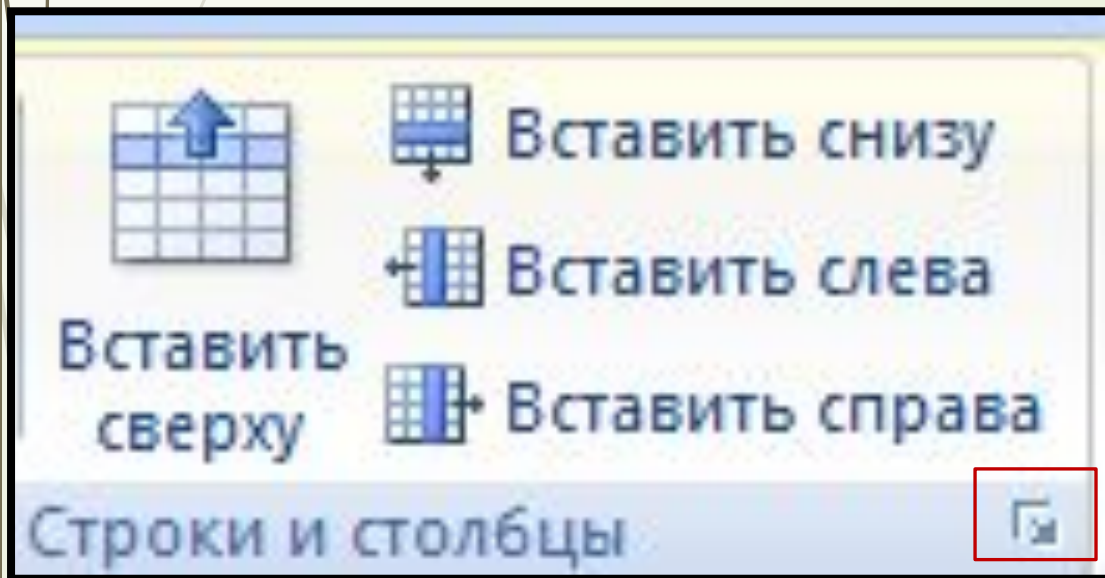 Вставить сверху
Вставить снизу
Вставить слева
Вставить справа
Строки и столбцы